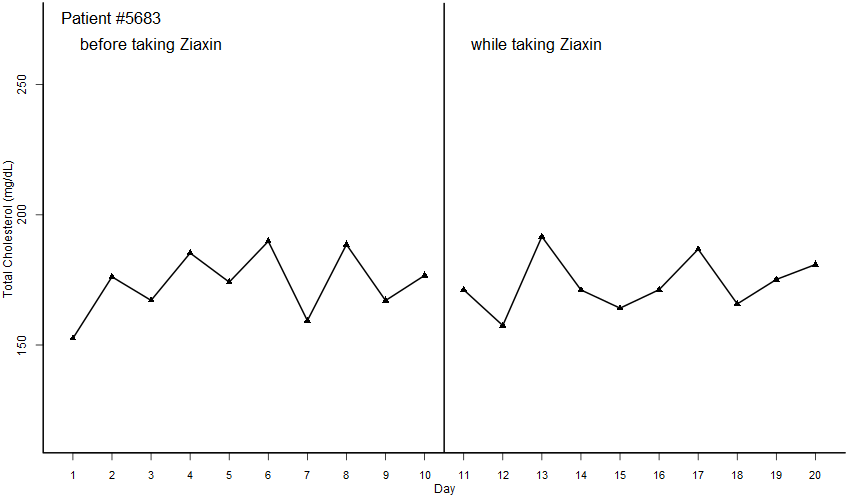 Patient #5683
before taking Ziaxin
while taking Ziaxin
Total Cholesterol (mg/dL)
250
200
150
1 2 3 4 5 6 7 8 9 10 11 12 13 14 15 16 17 18 19 20
Day